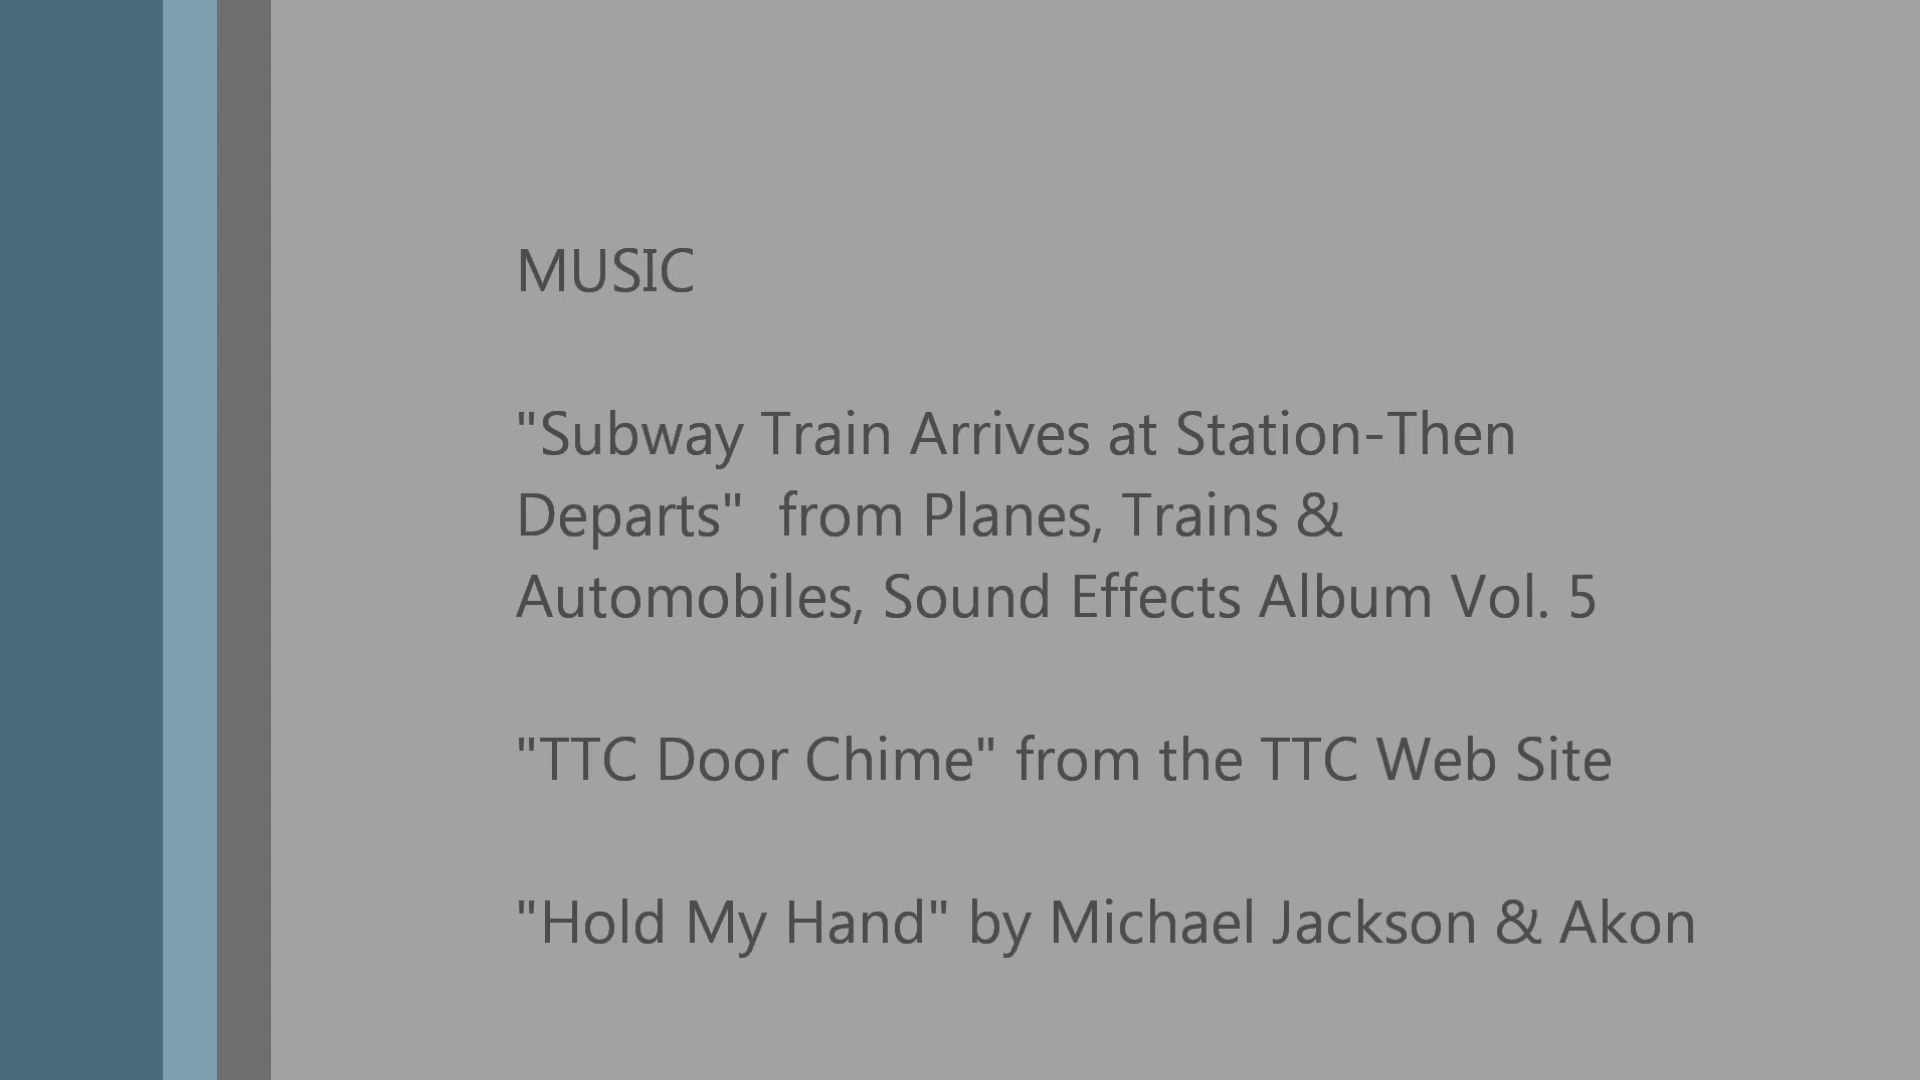 MUSIC
"Subway Train Arrives at Station-Then
Departs"  from Planes, Trains &
Automobiles, Sound Effects Album Vol. 5
"TTC Door Chime" from the TTC Web Site
"Hold My Hand" by Michael Jackson & Akon